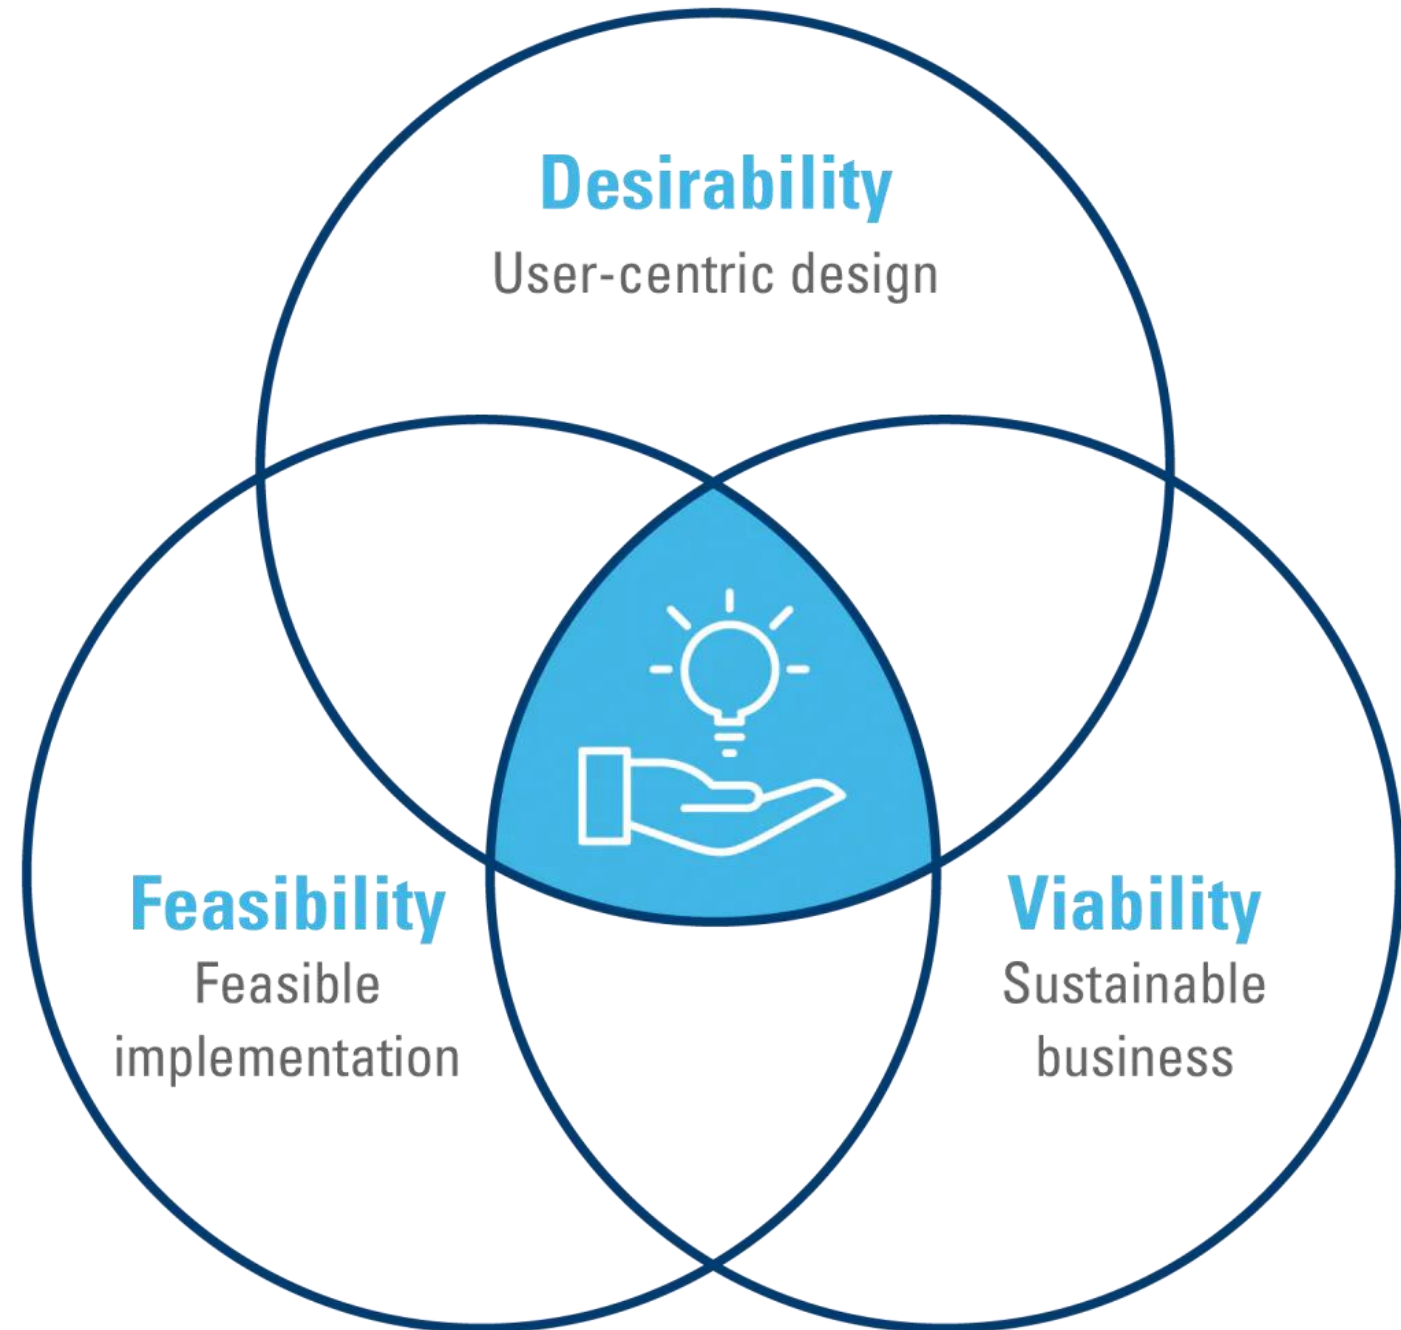 Desirability
User-centric design
Feasibility
Feasible
implementation
Viability
Sustainable
business